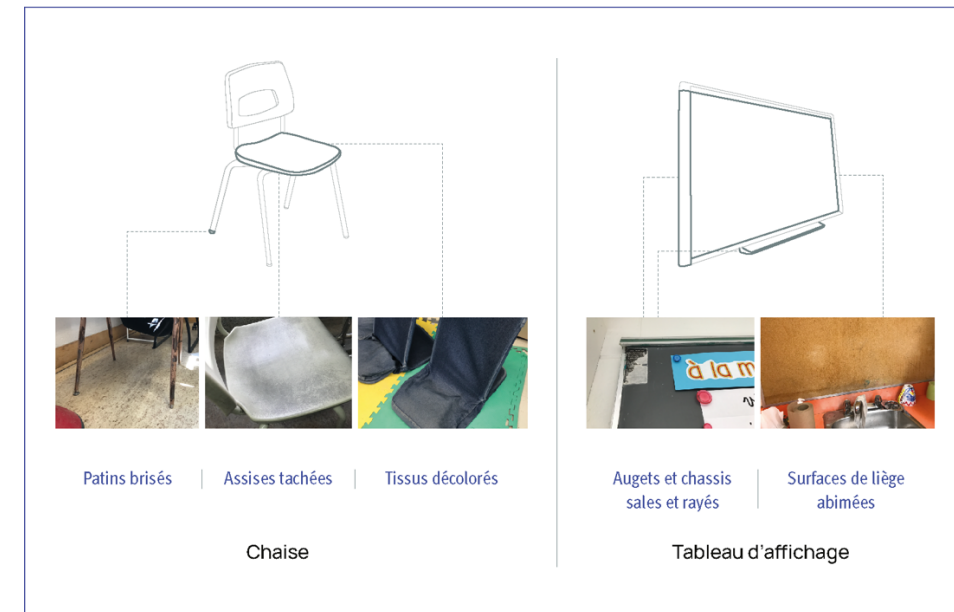 à la m
Patins brisés
Assises tachées
Tissus décolorés
Augets et chassis
sales et rayés
Surfaces de liège
abimées
Chaise
Tableau d'affichage